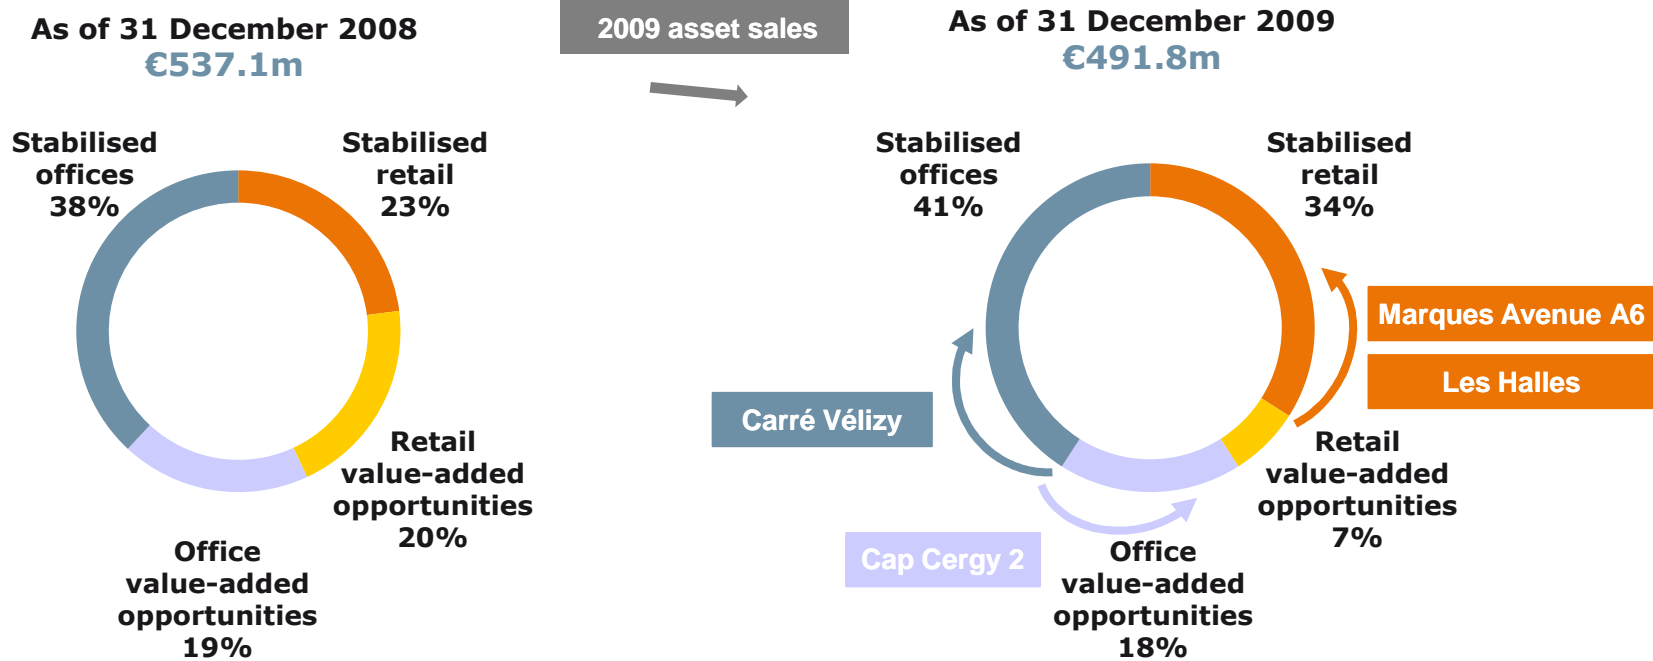 As of 31 December 2008
€537.1m
2009 asset sales
As of 31 December 2009
€491.8m
Stabilised
offices
38%
Stabilised
retail
23%
Retail
value-added
opportunities
20%
Office
value-added
opportunities
19%
Stabilised
offices
41%
Stabilised
retail
34%
Marques Avenue A6
Les Halles
Carré Vélizy
Retail
value-added
opportunities
7%
Cap Cergy 2
Office
value-added
opportunities
18%